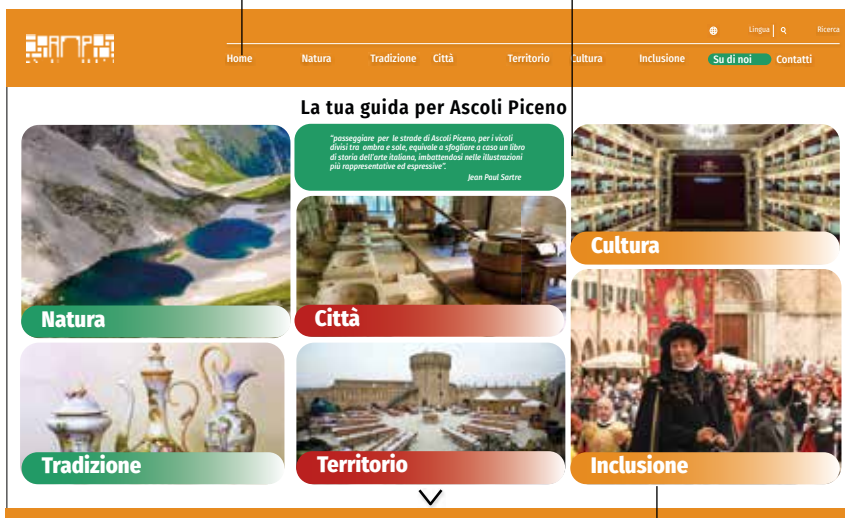 Lingua Ricerca
Home Natura Tradizione Città Territorio Cultura Inclusione Su di noi Contatti
La tua guida per Ascoli Piceno
“passeggiare per le strade di Ascoli Piceno, per i vicoli
divisi tra ombra e sole, equivale a sfogliare a caso un libro
di storia dell'arte italiana, imbattendosi nelle illustrazioni
più rappresentative ed espressive”.
Jean Paul Sartre
Natura
Città
Cultura
Tradizione
Territorio
Inclusione